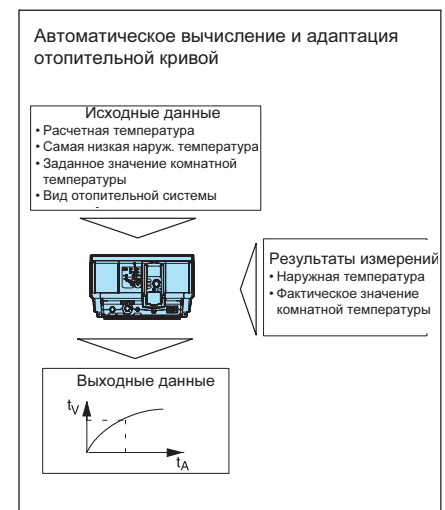 Автоматическое вычисление и адаптация
отопительной кривой
Исходные данные
• Расчетная температура
• Самая низкая наруж. температура
• Заданное значение комнатной
температуры
• Вид отопительной системы
Результаты измерений
• Наружная температура
• Фактическое значение
комнатной температуры
Выходные данные
tV
tA